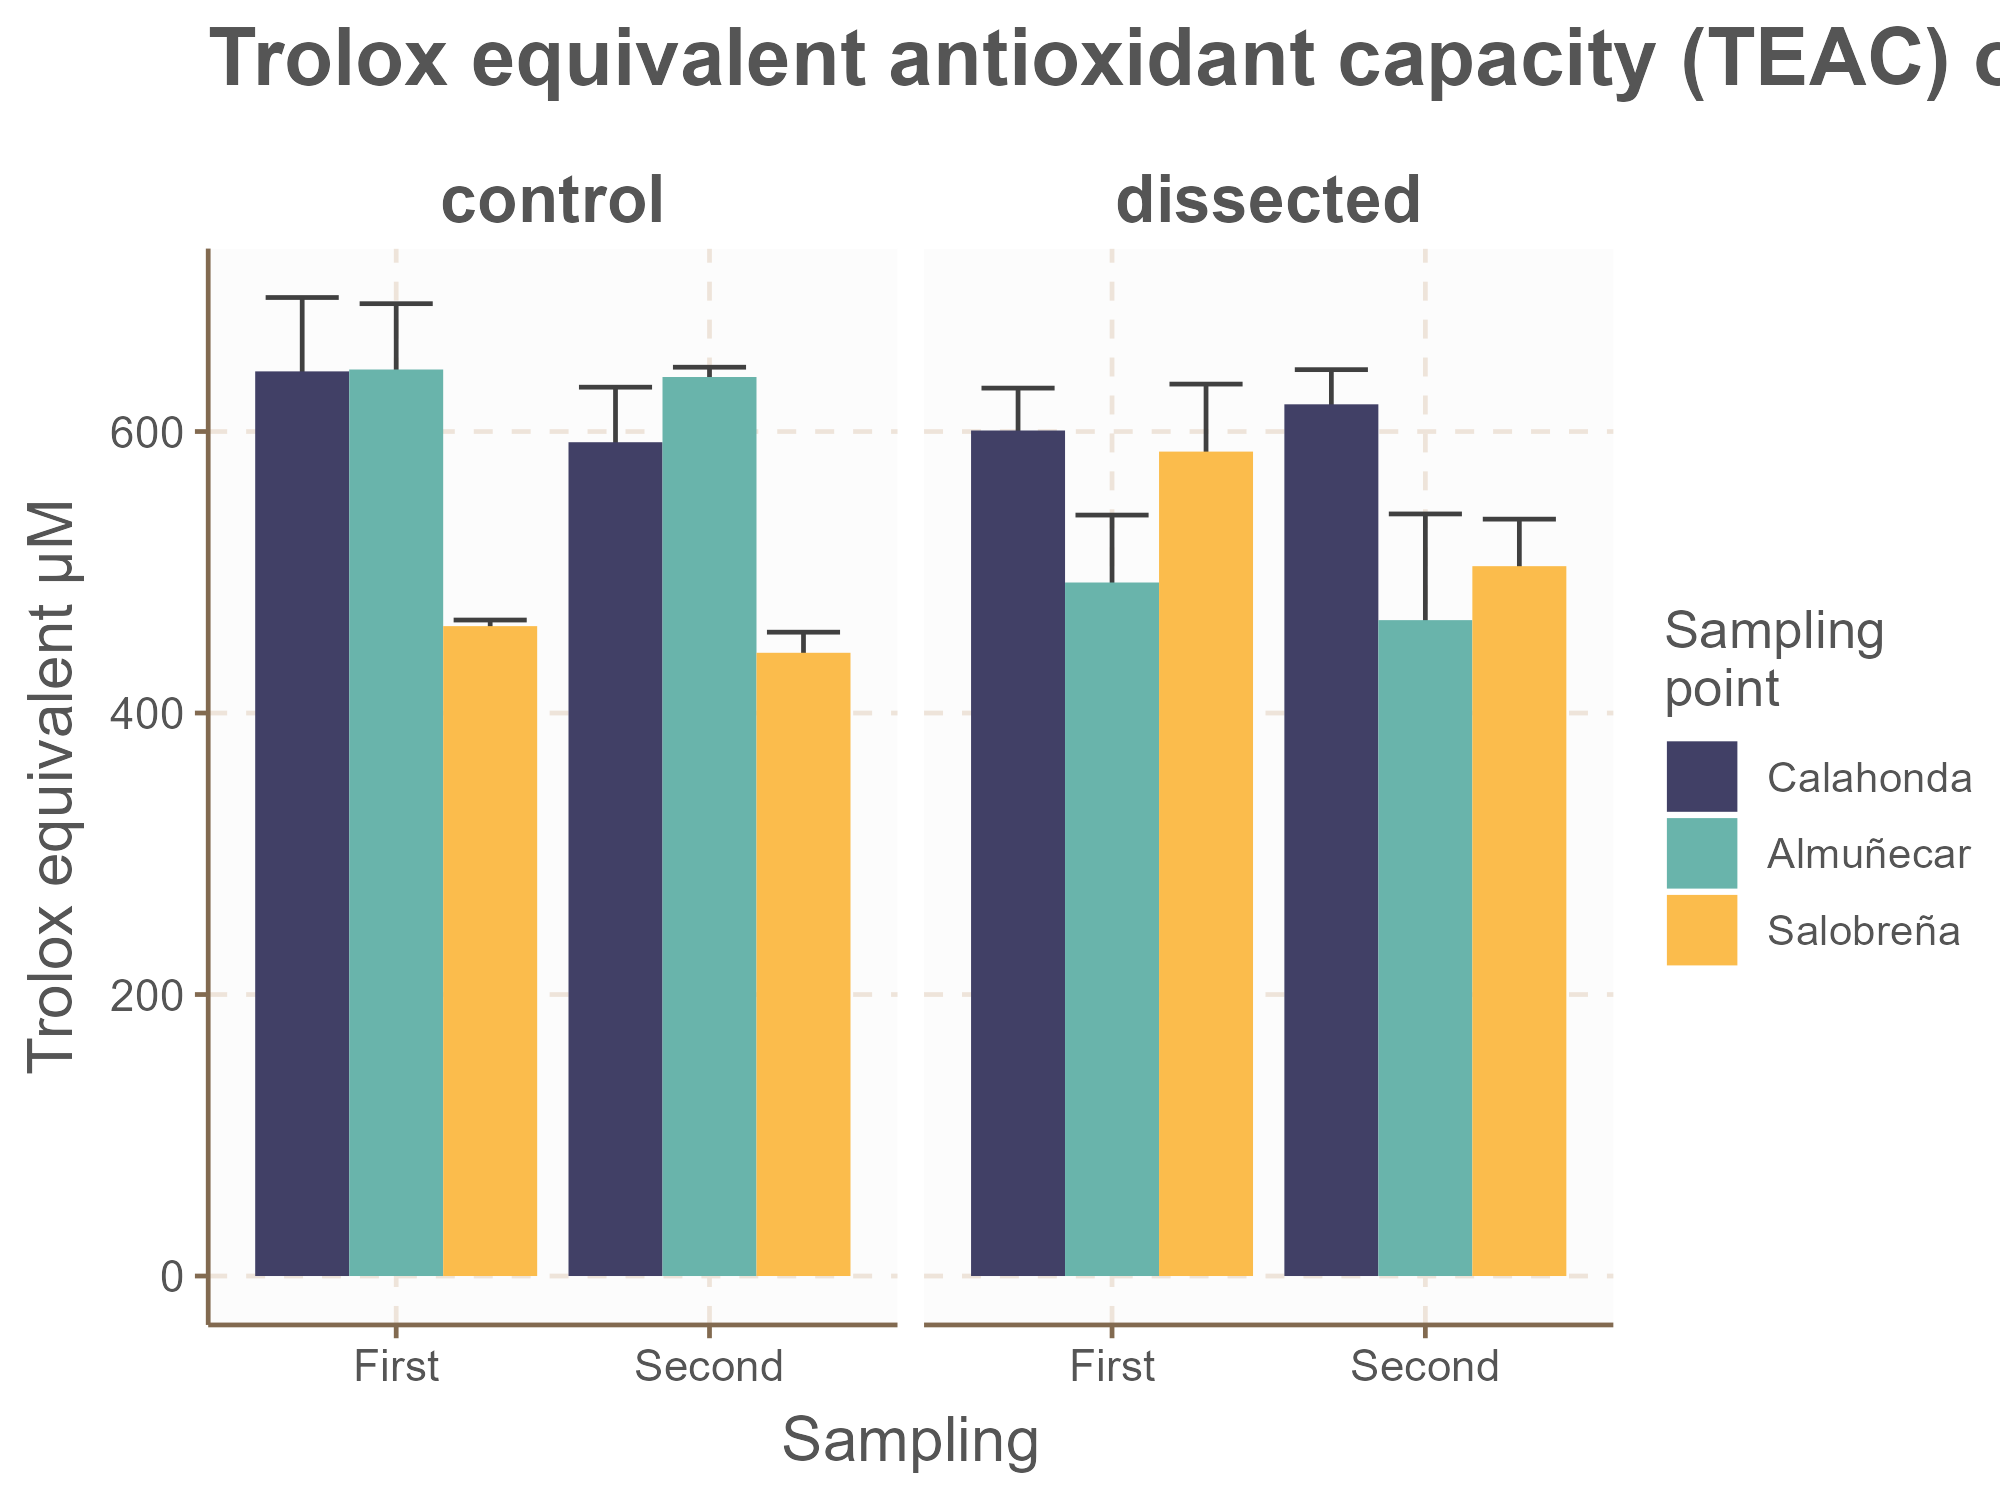 Trolox equivalent antioxidant capacity (TEAC)
control
dissected
Trolox equivalent µM
600
400
200
0
First
Second
First
Second
Sampling
Sampling
point
Calahonda
Almuñecar
Salobreña